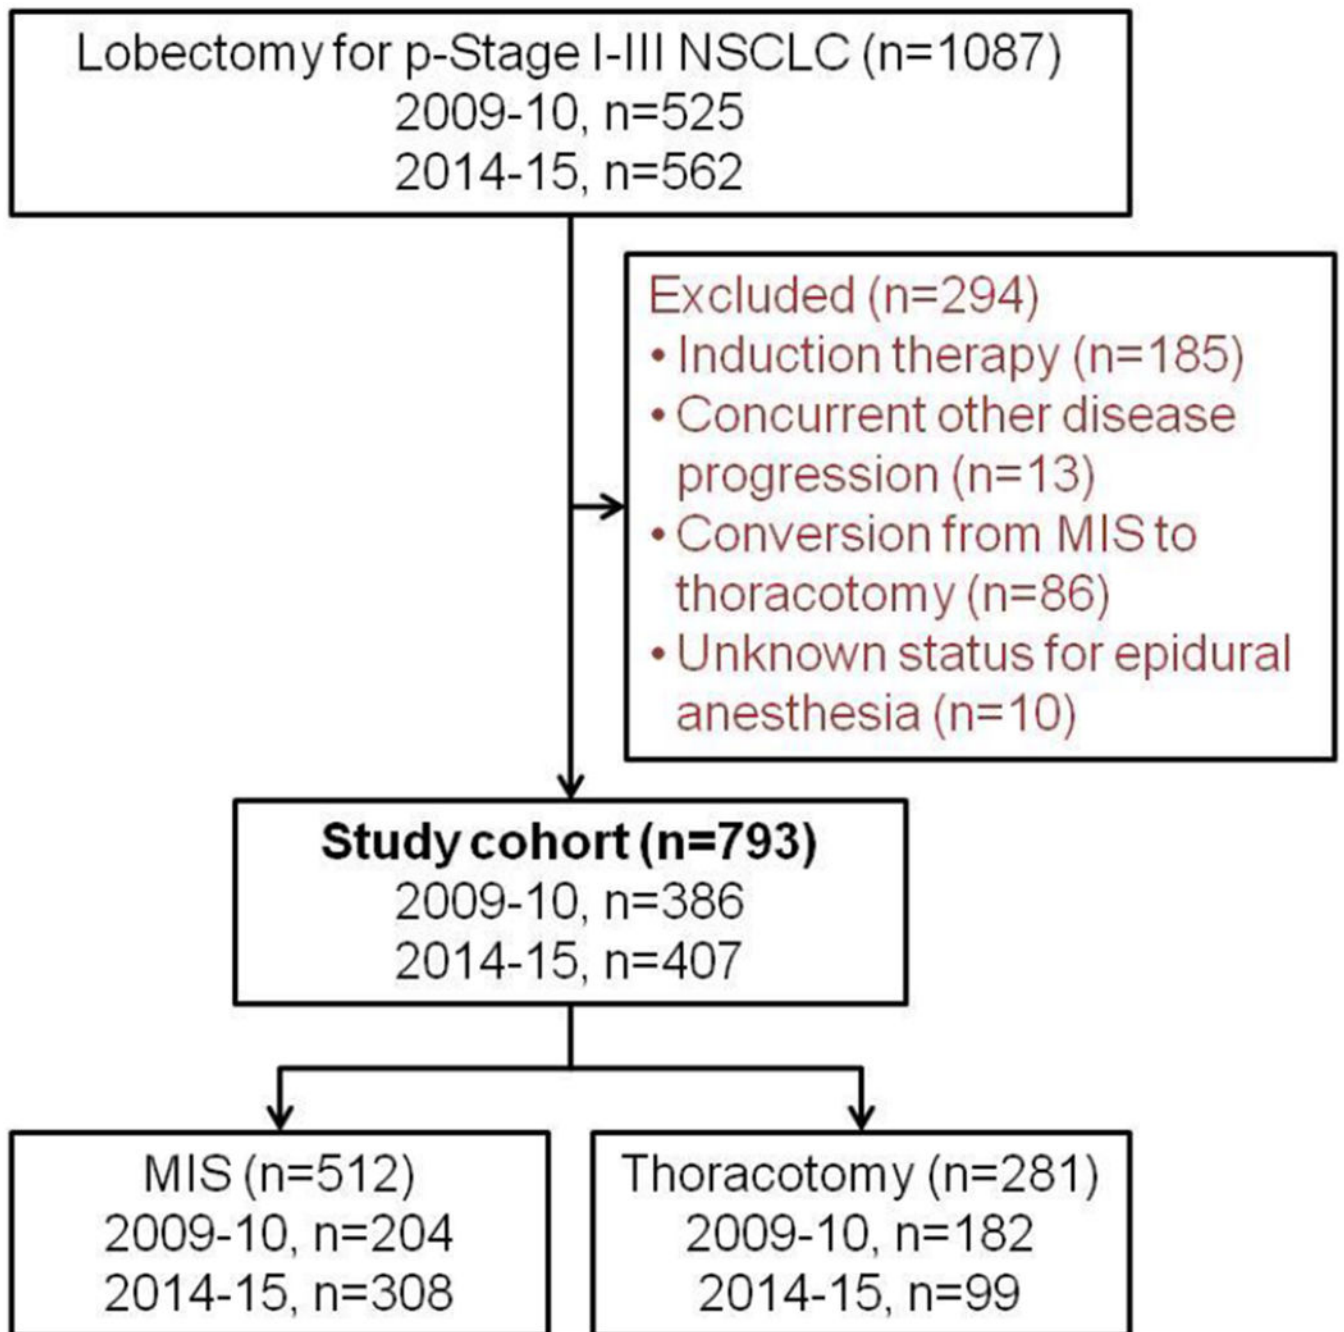 Lobectomy for p-Stage I-III NSCLC (n=1087)
2009-10, n=525
2014-15, n=562
Excluded (n=294)
• Induction therapy (n=185)
• Concurrent other disease
progression (n=13)
• Conversion from MIS to
thoracotomy (n=86)
• Unknown status for epidural
anesthesia (n=10)
Study cohort (n=793)
2009-10, n=386
2014-15, n=407
MIS (n=512)
2009-10, n=204
2014-15, n=308
Thoracotomy (n=281)
2009-10, n=182
2014-15, n=99